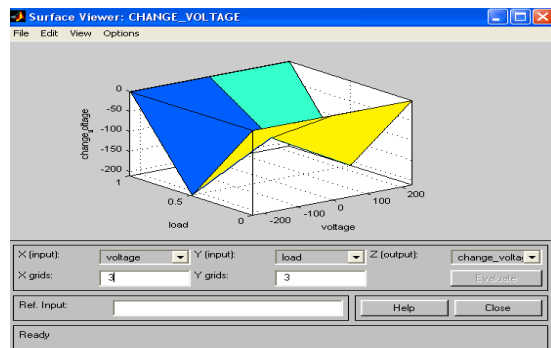 Surface Viewer: CHANGE_VOLTAGE
File Edit View Options
0
-50
-100
-150
-200
change_voltage
1
0.5
0
load
-200
-100
0
100
200
voltage
X (input): voltage Y (input): load Z (output): change_voltag
X grids: 3 Y grids: 3 Evaluate
Ref. Input: Help Close
Ready